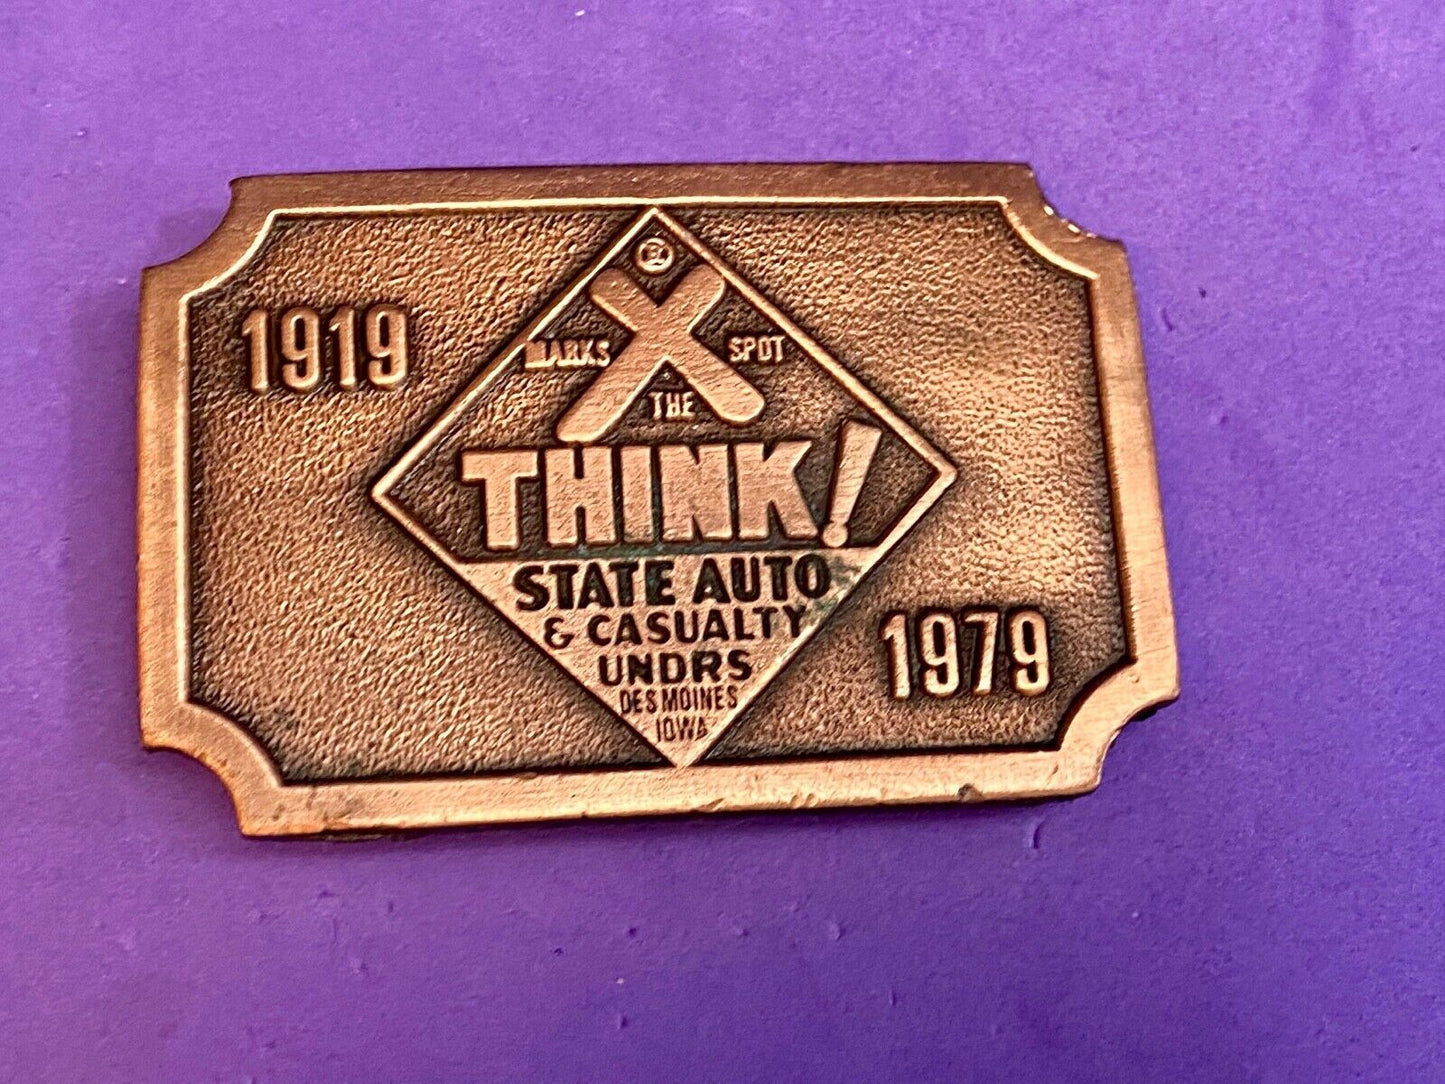 1919
®
X
MARKS SPOT
THE
THINK!
STATE AUTO
& CASUALTY
UNDRS
DES MOINES
IOWA
1979